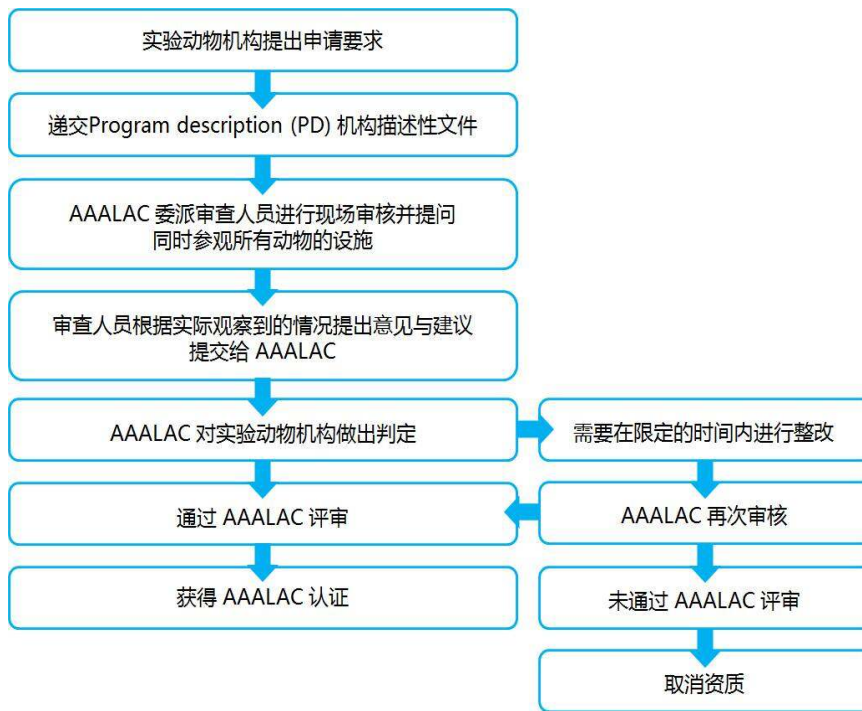 实验动物机构提出申请要求
递交Program description (PD) 机构描述性文件
AAALAC 委派审查人员进行现场审核并提问
同时参观所有动物的设施
审查人员根据实际观察到的情况提出意见与建议
提交给 AAALAC
AAALAC 对实验动物机构做出判定
需要在限定的时间内进行整改
通过 AAALAC 评审
AAALAC 再次审核
获得 AAALAC 认证
未通过 AAALAC 评审
取消资质